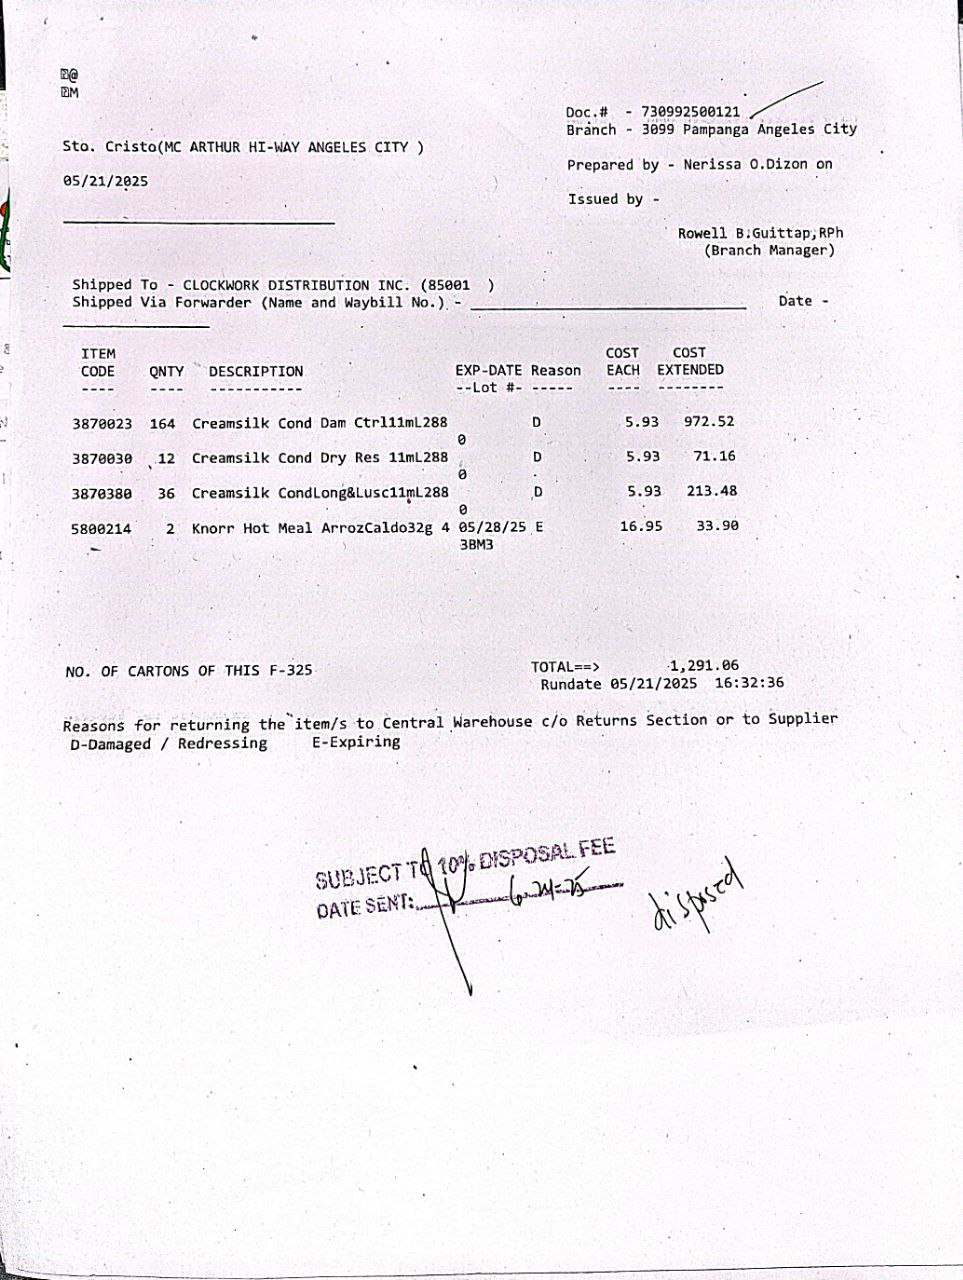 @
M
Doc.# - 730992500121
Branch - 3099 Pampanga Angeles City
Sto. Cristo(MC ARTHUR HI-WAY ANGELES CITY )
Prepared by - Nerissa O.Dizon on
05/21/2025
Issued by -
Rowell B.Guittap,RPh
(Branch Manager)
Shipped To - CLOCKWORK DISTRIBUTION INC. (85001 )
Shipped Via Forwarder (Name and Waybill No.) - Date -
ITEM COST COST
CODE QNTY DESCRIPTION EXP-DATE Reason EACH EXTENDED
---- ---- ----------- --Lot #- ----- ---- --------
3870023 164 Creamsilk Cond Dam Ctrl11mL288 D 5.93 972.52
0
3870030 12 Creamsilk Cond Dry Res 11mL288 D 5.93 71.16
0
3870380 36 Creamsilk CondLong&Lusc11mL288 D 5.93 213.48
0
5800214 2 Knorr Hot Meal ArrozCaldo32g 4 05/28/25 E 16.95 33.90
3BM3
NO. OF CARTONS OF THIS F-325 TOTAL==> 1,291.06
Rundate 05/21/2025 16:32:36
Reasons for returning the item/s to Central Warehouse c/o Returns Section or to Supplier
D-Damaged / Redressing E-Expiring
SUBJECT TO 10% DISPOSAL FEE
DATE SENT: 6-24-25
disposed